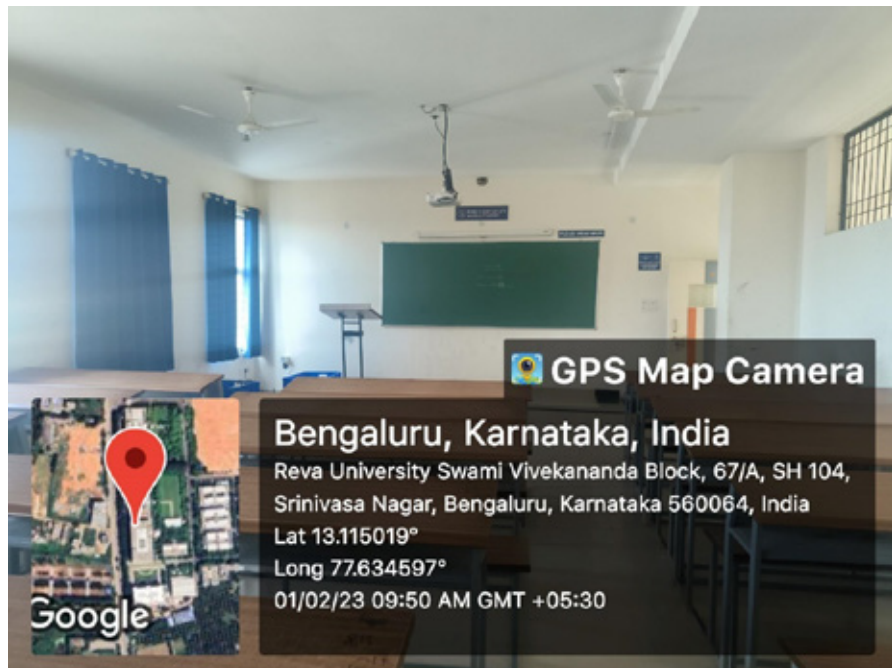 GPS Map Camera
Bengaluru, Karnataka, India
Reva University Swami Vivekananda Block, 67/A, SH 104,
Srinivasa Nagar, Bengaluru, Karnataka 560064, India
Lat 13.115019°
Long 77.634597°
01/02/23 09:50 AM GMT +05:30
Google